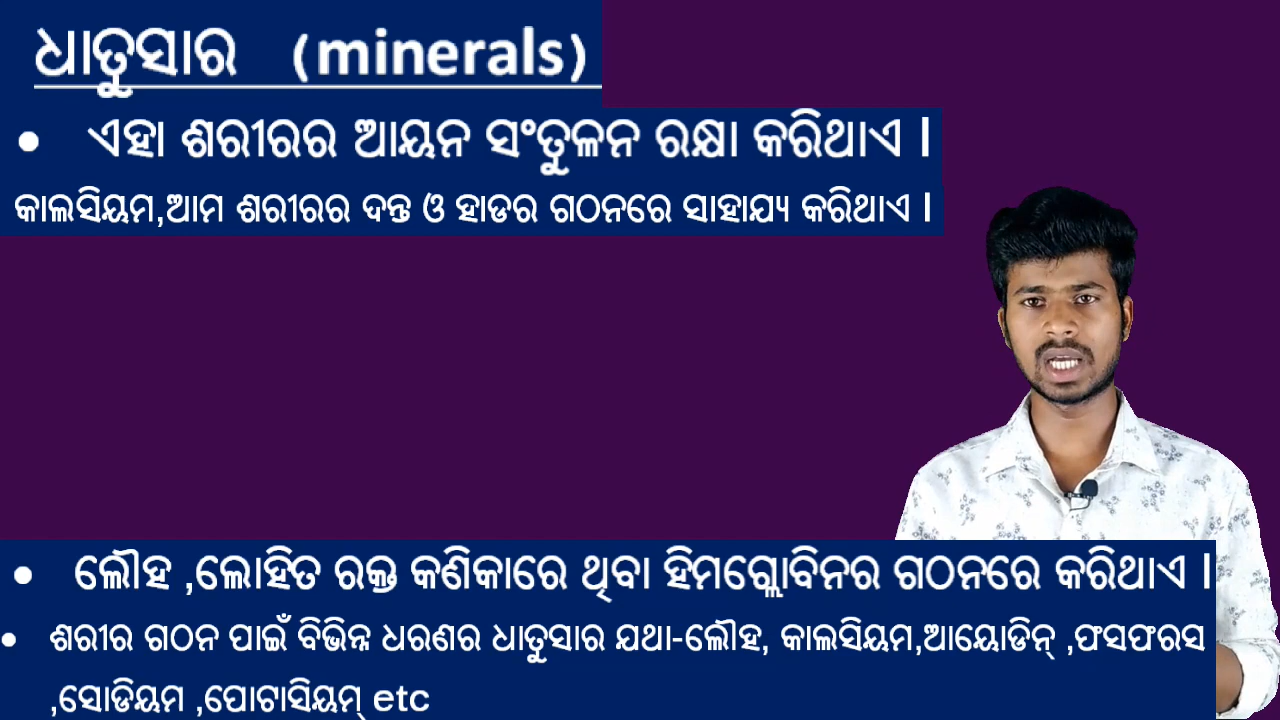 ଧାତୁସାର (minerals)
• ଏହା ଶରୀରର ଆୟନ ସଂତୁଳନ ରକ୍ଷା କରିଥାଏ ।
କାଲସିୟମ,ଆମ ଶରୀରର ଦନ୍ତ ଓ ହାଡର ଗଠନରେ ସାହାଯ୍ୟ କରିଥାଏ ।
• ଲୌହ ,ଲୋହିତ ରକ୍ତ କଣିକାରେ ଥିବା ହିମଗ୍ଲୋବିନର ଗଠନରେ କରିଥାଏ ।
• ଶରୀର ଗଠନ ପାଇଁ ବିଭିନ୍ନ ଧରଣର ଧାତୁସାର ଯଥା-ଲୌହ, କାଲସିୟମ,ଆୟୋଡିନ୍ ,ଫସଫରସ
,ସୋଡିୟମ ,ପୋଟାସିୟମ୍ etc